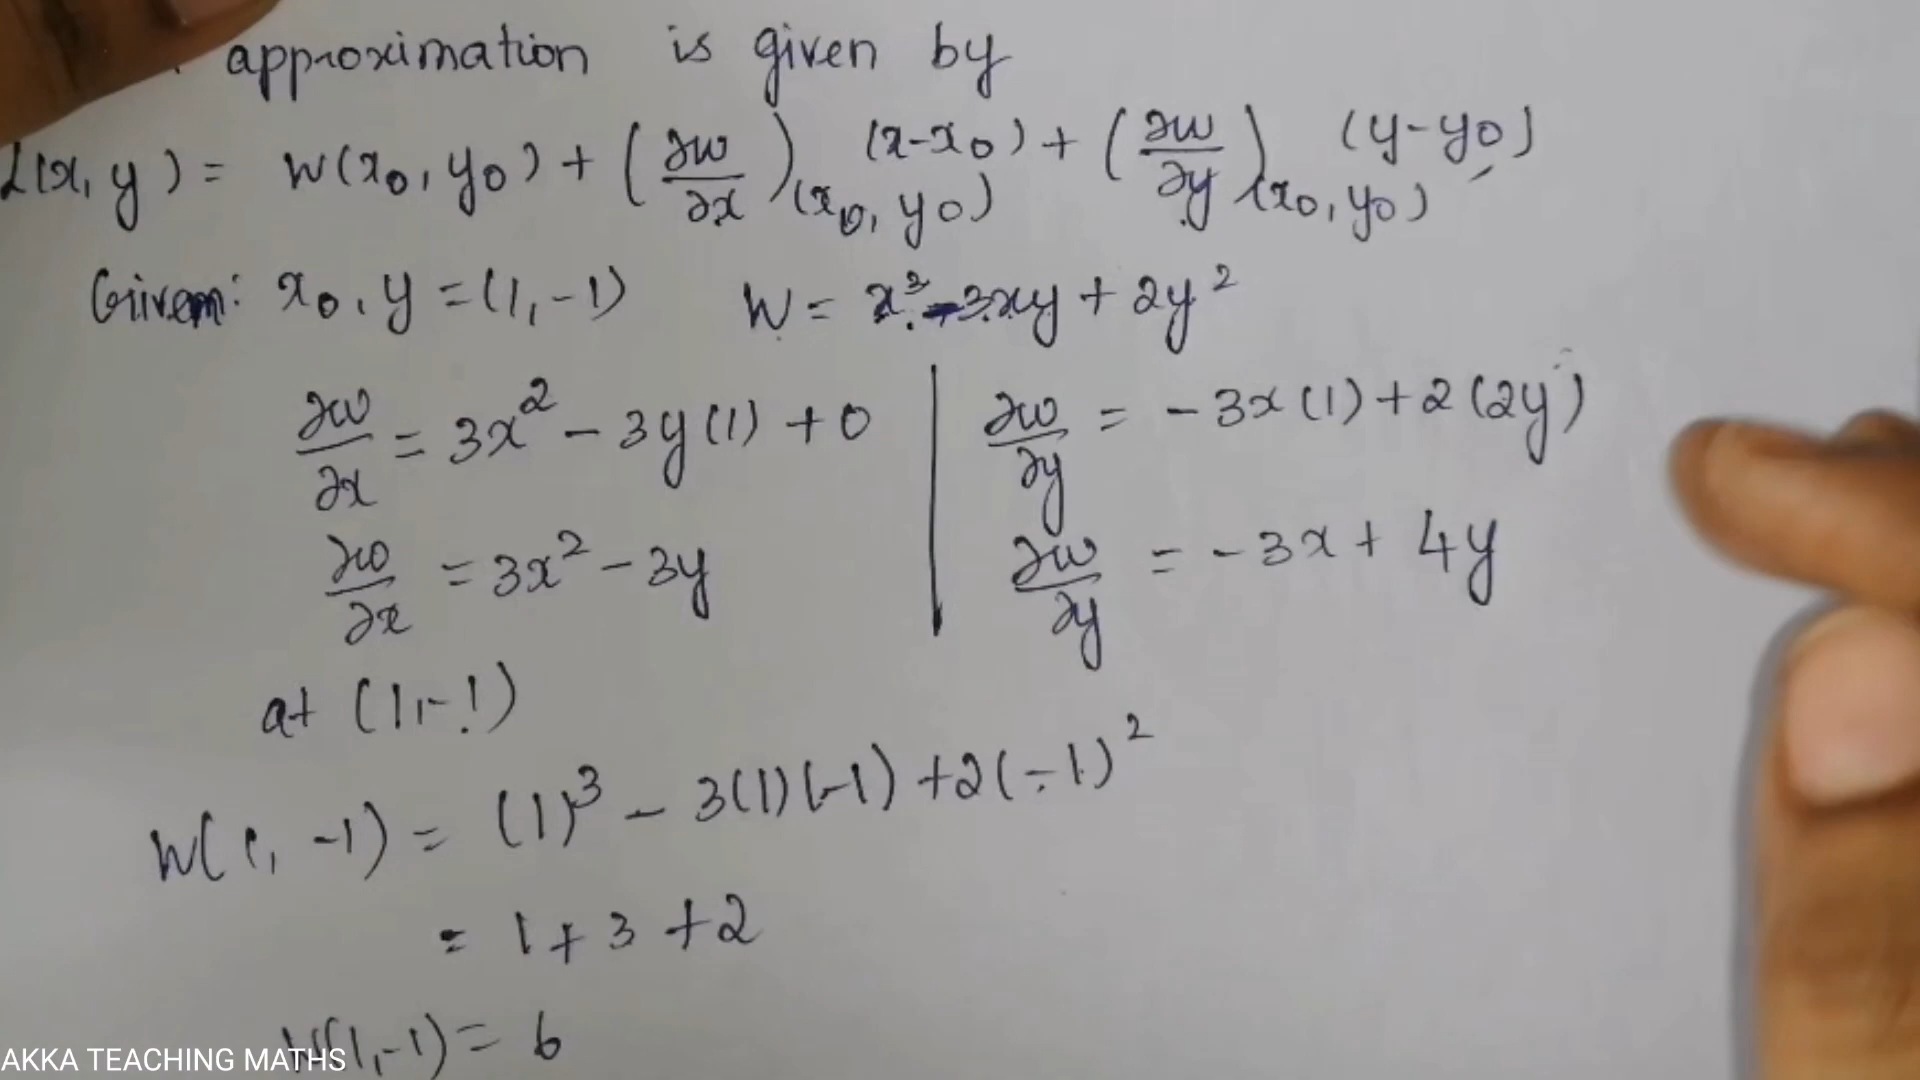 approximation is given by
L(x, y) = W(x₀, y₀) + (∂w/∂x)(x₀, y₀) (x-x₀) + (∂w/∂y)(x₀, y₀) (y-y₀)
Given: x₀, y = (1, -1) W = x³ - 3xy + 2y²
∂w/∂x = 3x² - 3y(1) + 0 | ∂w/∂y = -3x(1) + 2(2y)
∂w/∂x = 3x² - 3y | ∂w/∂y = -3x + 4y
at (1, -1)
W(1, -1) = (1)³ - 3(1)(-1) + 2(-1)²
= 1 + 3 + 2
W(1, -1) = 6
AKKA TEACHING MATHS